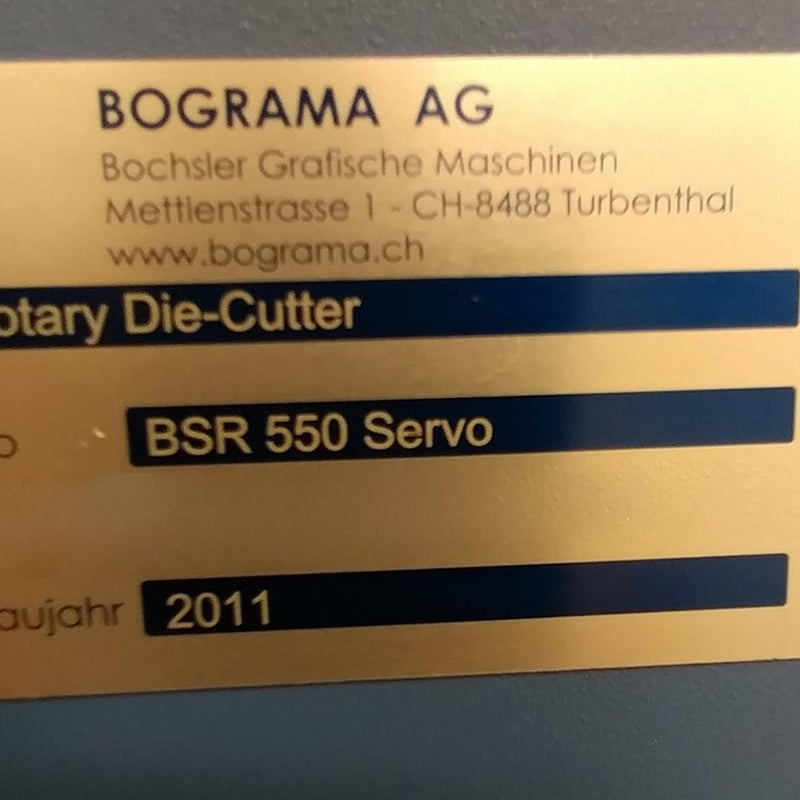 BOGRAMA AG
Bochsler Grafische Maschinen
Mettlenstrasse 1 - CH-8488 Turbenthal
www.bograma.ch
otary Die-Cutter
o BSR 550 Servo
aujahr 2011